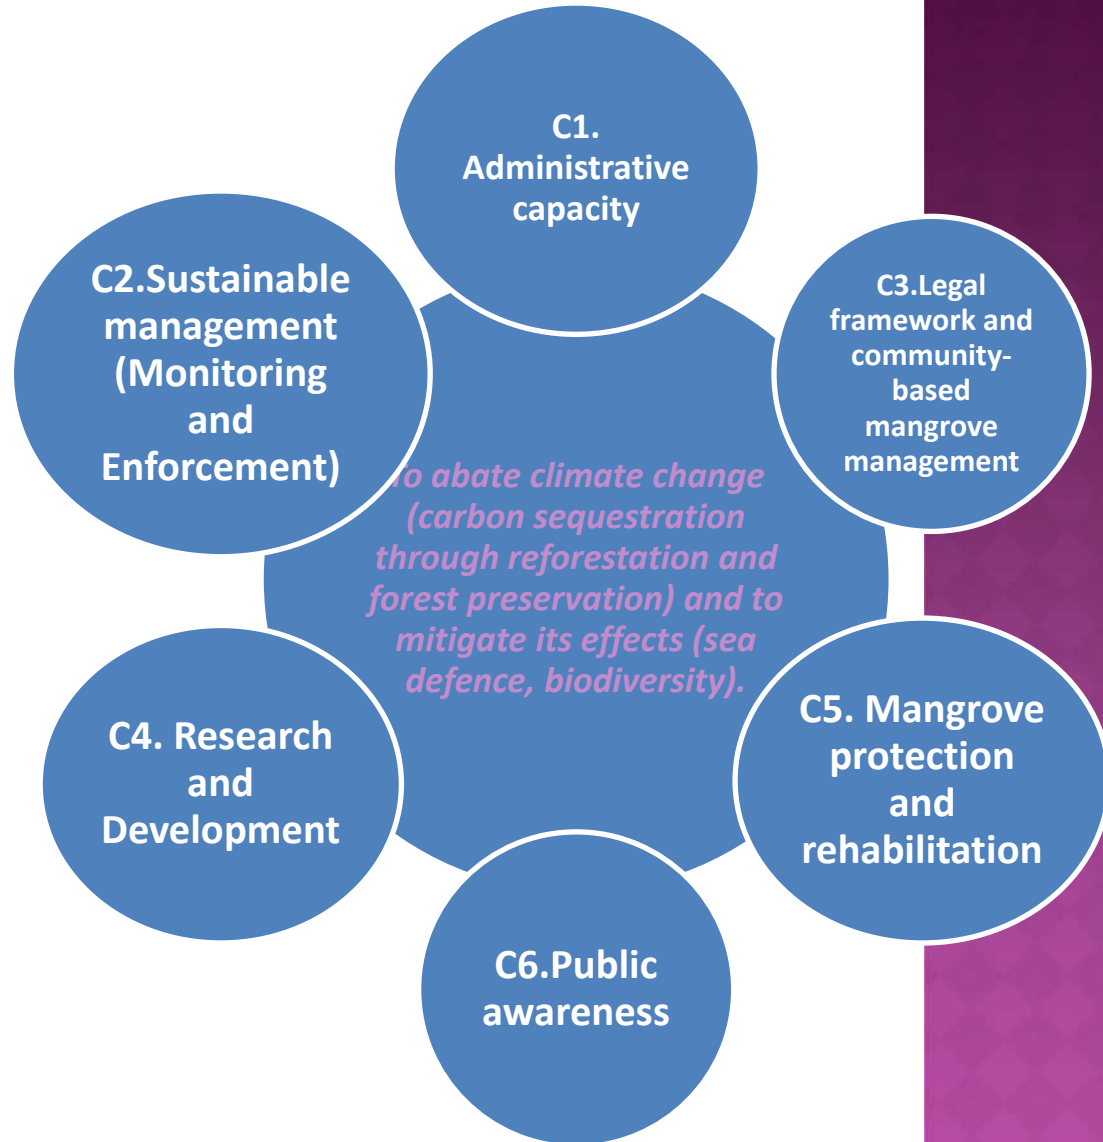 C1.
Administrative
capacity
C2.Sustainable
management
(Monitoring
and
Enforcement)
C3.Legal
framework and
community-
based
mangrove
management
To abate climate change
(carbon sequestration
through reforestation and
forest preservation) and to
mitigate its effects (sea
defence, biodiversity).
C4. Research
and
Development
C5. Mangrove
protection
and
rehabilitation
C6.Public
awareness